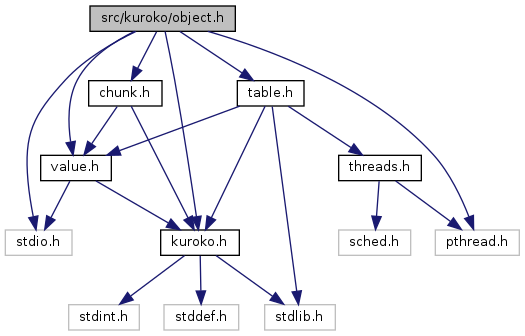 src/kuroko/object.h
chunk.h
table.h
value.h
threads.h
stdio.h
kuroko.h
sched.h
pthread.h
stdint.h
stddef.h
stdlib.h